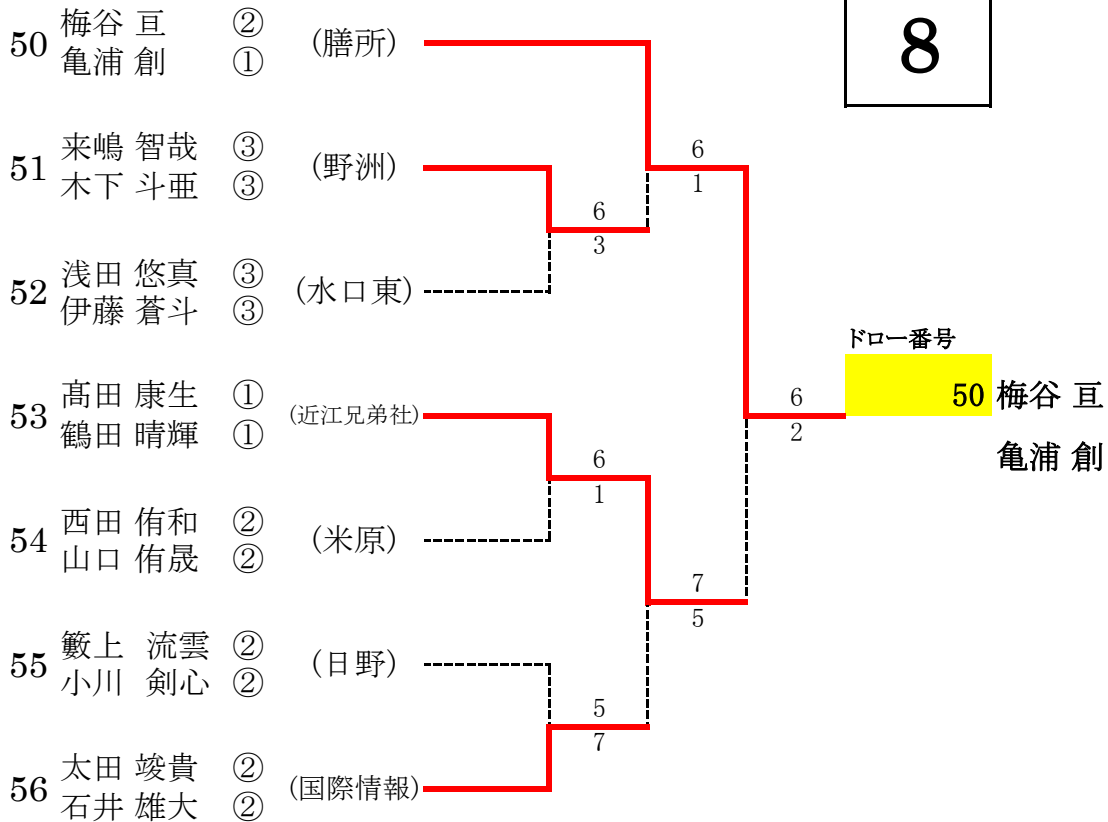 8
50 梅谷 亘 ② (膳所)
亀浦 創 ①
51 来嶋 智哉 ③ (野洲)
木下 斗亜 ③
6
1
6
3
52 浅田 悠真 ③ (水口東)
伊藤 蒼斗 ③
ドロー番号
50 梅谷 亘
亀浦 創
6
2
53 髙田 康生 ① (近江兄弟社)
鶴田 晴輝 ①
6
1
54 西田 侑和 ② (米原)
山口 侑晟 ②
7
5
55 籔上 流雲 ② (日野)
小川 剣心 ②
5
7
56 太田 竣貴 ② (国際情報)
石井 雄大 ②